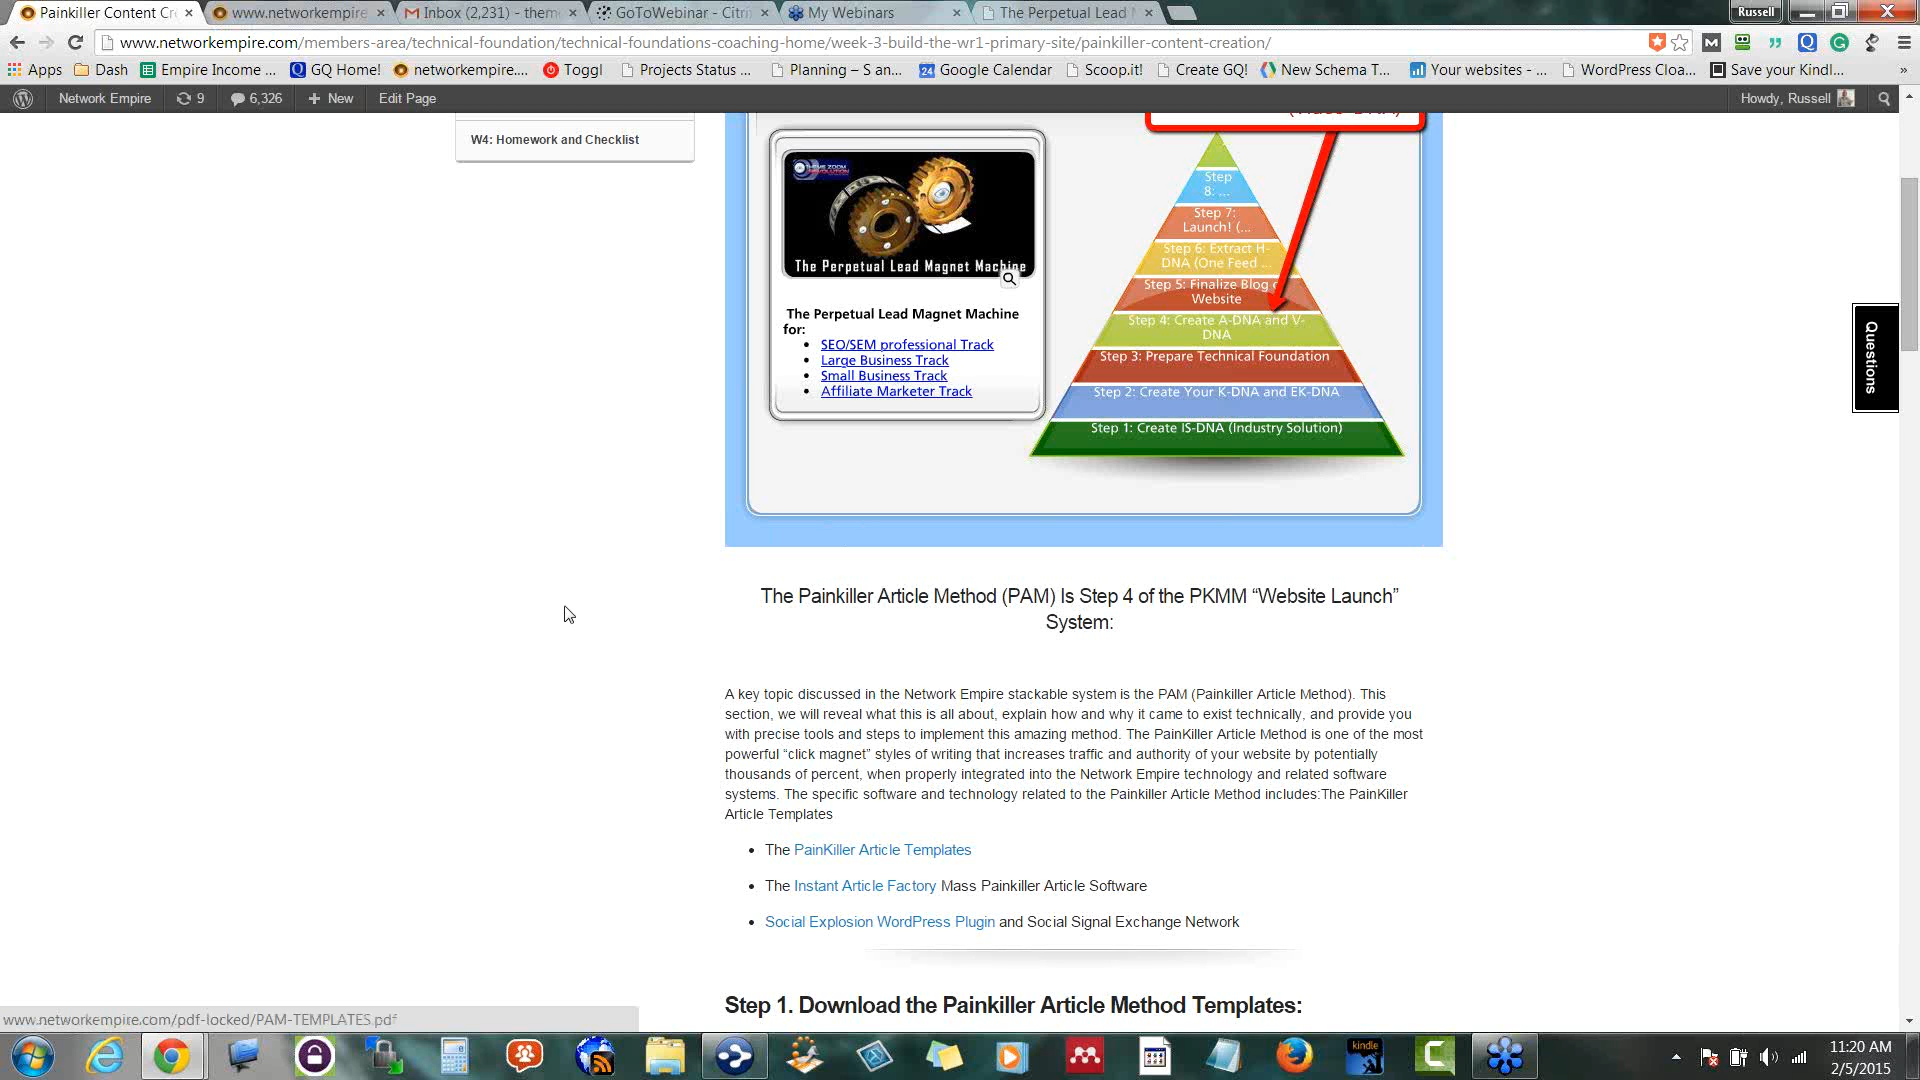 Painkiller Content Cr
www.networkempire
Inbox (2,231) - them
GoToWebinar - Citri
My Webinars
The Perpetual Lead
Russell
www.networkempire.com/members-area/technical-foundation/technical-foundations-coaching-home/week-3-build-the-wr1-primary-site/painkiller-content-creation/
Apps
Dash
Empire Income ...
GQ Home!
networkempire....
Toggl
Projects Status ...
Planning – S an...
Google Calendar
Scoop.it!
Create GQ!
New Schema T...
Your websites - ...
WordPress Cloa...
Save your Kindl...
Network Empire
9
6,326
New
Edit Page
Howdy, Russell
W4: Homework and Checklist
The Perpetual Lead Magnet Machine
The Perpetual Lead Magnet Machine
for:
SEO/SEM professional Track
Large Business Track
Small Business Track
Affiliate Marketer Track
Step
8: ...
Step 7:
Launch! (...
Step 6: Extract H-
DNA (One Feed ...
Step 5: Finalize Blog
Website
Step 4: Create A-DNA and V-
DNA
Step 3: Prepare Technical Foundation
Step 2: Create Your K-DNA and EK-DNA
Step 1: Create IS-DNA (Industry Solution)
Questions
The Painkiller Article Method (PAM) Is Step 4 of the PKMM “Website Launch”
System:
A key topic discussed in the Network Empire stackable system is the PAM (Painkiller Article Method). This
section, we will reveal what this is all about, explain how and why it came to exist technically, and provide you
with precise tools and steps to implement this amazing method. The PainKiller Article Method is one of the most
powerful “click magnet” styles of writing that increases traffic and authority of your website by potentially
thousands of percent, when properly integrated into the Network Empire technology and related software
systems. The specific software and technology related to the Painkiller Article Method includes:The PainKiller
Article Templates
• The PainKiller Article Templates
• The Instant Article Factory Mass Painkiller Article Software
• Social Explosion WordPress Plugin and Social Signal Exchange Network
Step 1. Download the Painkiller Article Method Templates:
www.networkempire.com/pdf-locked/PAM-TEMPLATES.pdf
kindle
11:20 AM
2/5/2015